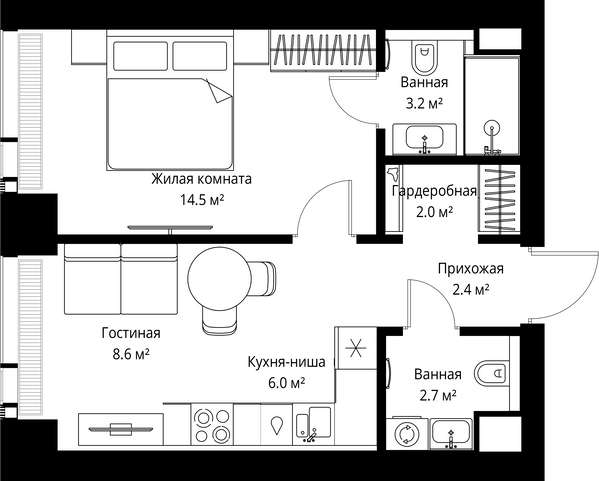 Ванная
3.2 м²
Жилая комната
14.5 м²
Гардеробная
2.0 м²
Прихожая
2.4 м²
Гостиная
8.6 м²
Кухня-ниша
6.0 м²
Ванная
2.7 м²